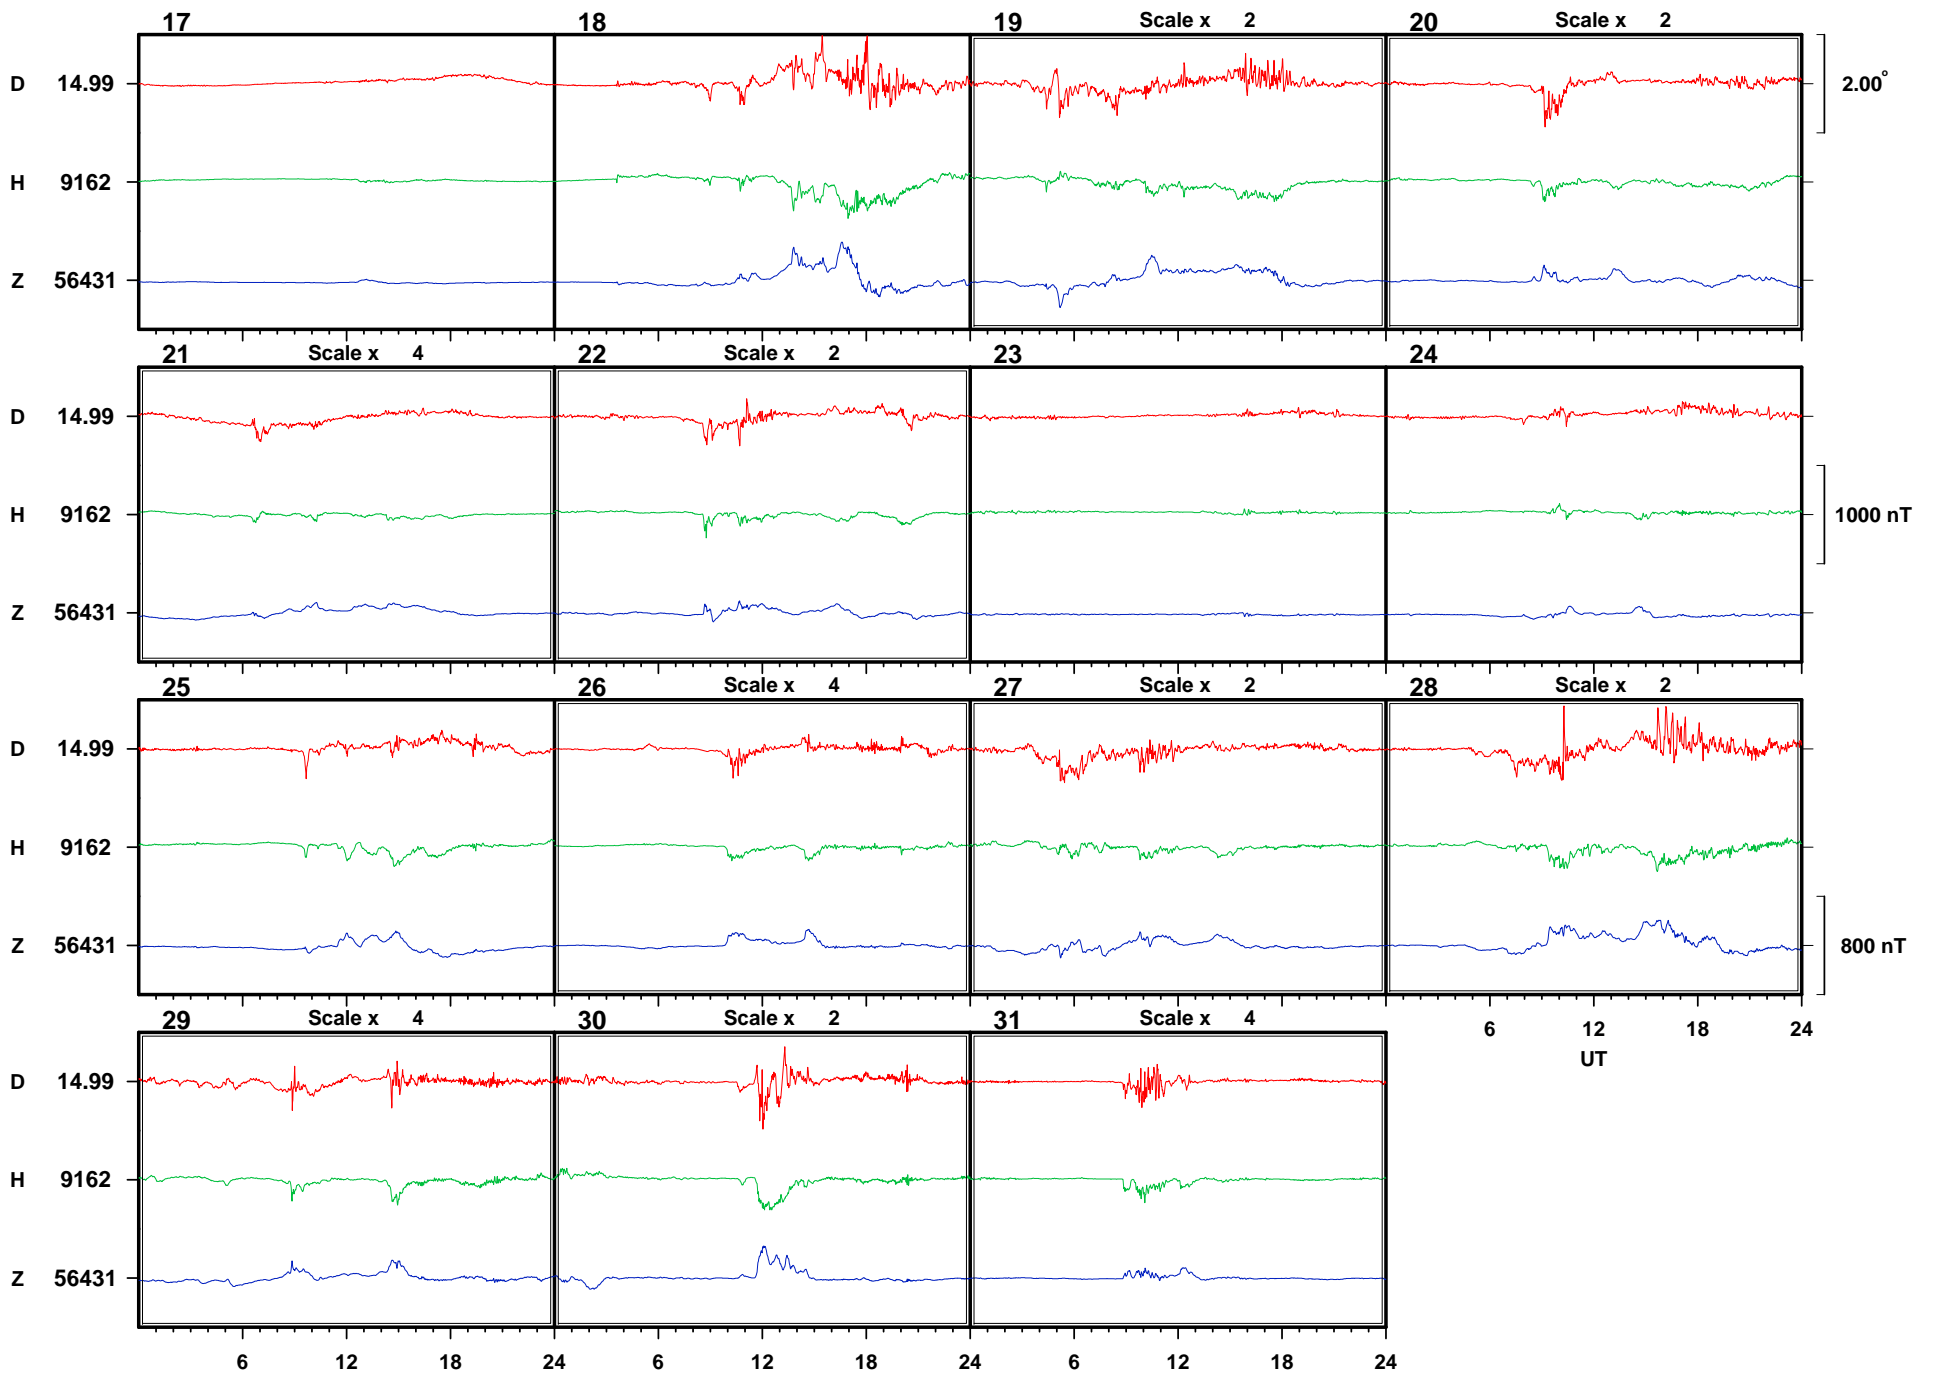 17 18 19 Scale x 2 20 Scale x 2
D 14.99 2.00°
H 9162
Z 56431
21 Scale x 4 22 Scale x 2 23 24
D 14.99
H 9162 1000 nT
Z 56431
25 26 Scale x 4 27 Scale x 2 28 Scale x 2
D 14.99
H 9162
Z 56431 800 nT
29 Scale x 4 30 Scale x 2 31 Scale x 4 6 12 18 24
UT
D 14.99
H 9162
Z 56431
6 12 18 24 6 12 18 24 6 12 18 24